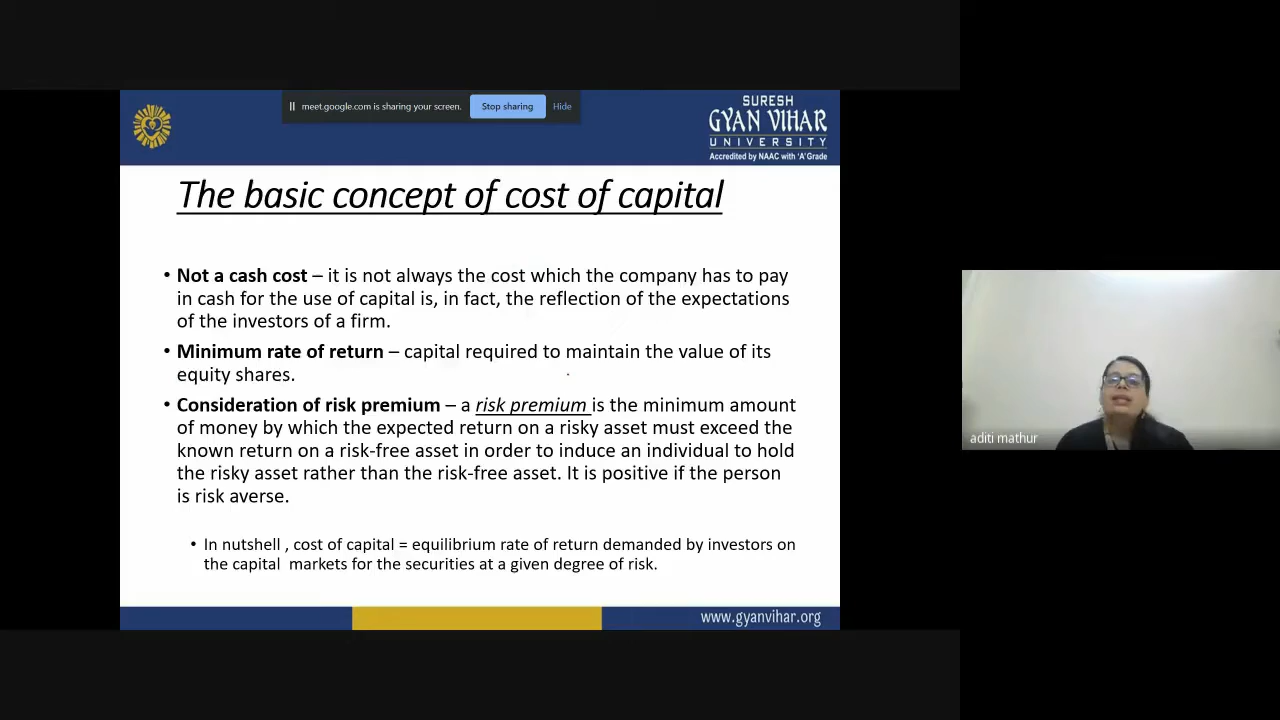 meet.google.com is sharing your screen. Stop sharing Hide
SURESH
GYAN VIHAR
UNIVERSITY
Accredited by NAAC with 'A' Grade
The basic concept of cost of capital
• Not a cash cost – it is not always the cost which the company has to pay
in cash for the use of capital is, in fact, the reflection of the expectations
of the investors of a firm.
• Minimum rate of return – capital required to maintain the value of its
equity shares.
• Consideration of risk premium – a risk premium is the minimum amount
of money by which the expected return on a risky asset must exceed the
known return on a risk-free asset in order to induce an individual to hold
the risky asset rather than the risk-free asset. It is positive if the person
is risk averse.
• In nutshell , cost of capital = equilibrium rate of return demanded by investors on
the capital markets for the securities at a given degree of risk.
www.gyanvihar.org
aditi mathur